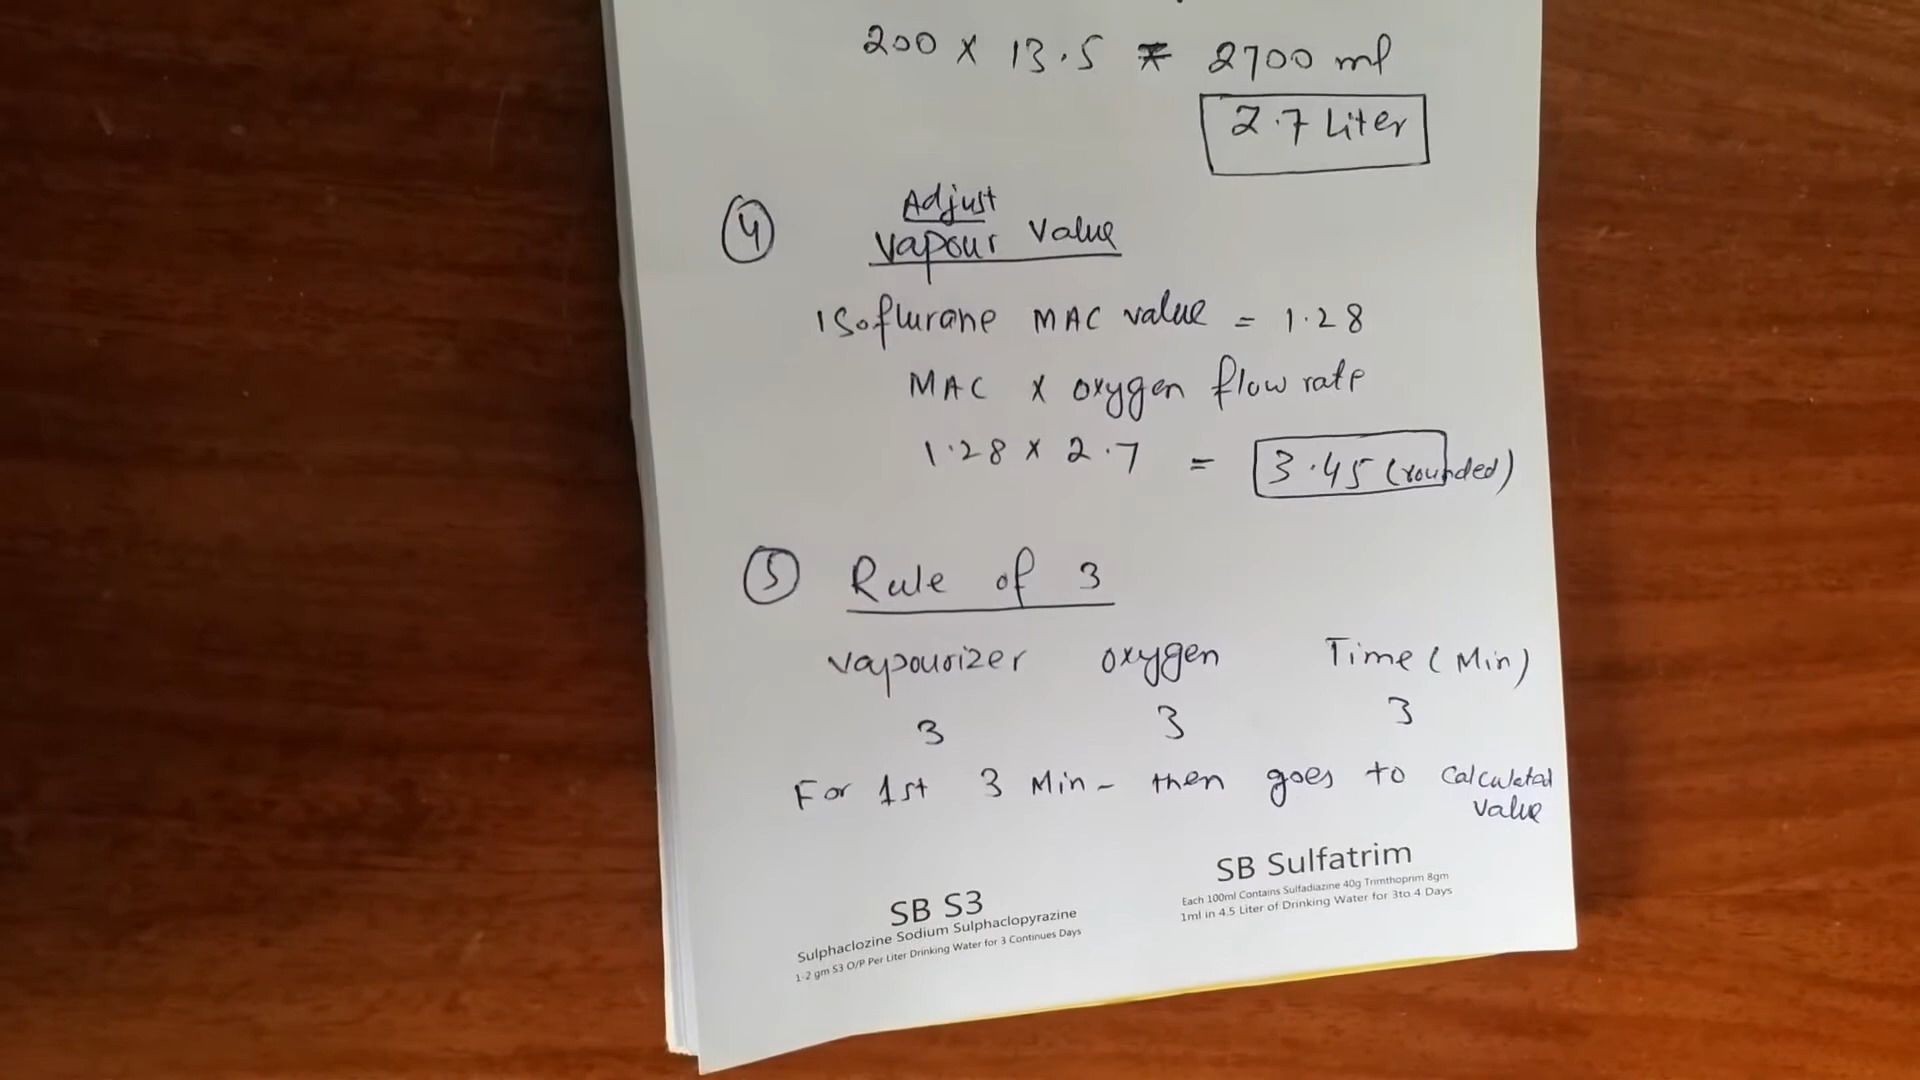 200 x 13.5 = 2700 ml
2.7 Liter
4
Adjust
Vapour Value
Isoflurane MAC value = 1.28
MAC x oxygen flow rate
1.28 x 2.7 = 3.45 (rounded)
5 Rule of 3
Vapourizer oxygen Time (Min)
3 3 3
For 1st 3 Min - then goes to calculated
value
SB S3
Sulphaclozine Sodium Sulphaclopyrazine
1-2 gm S3 O/P Per Liter Drinking Water for 3 Continues Days
SB Sulfatrim
Each 100ml Contains Sulfadiazine 40g Trimthoprim 8gm
1ml in 4.5 Liter of Drinking Water for 3to 4 Days